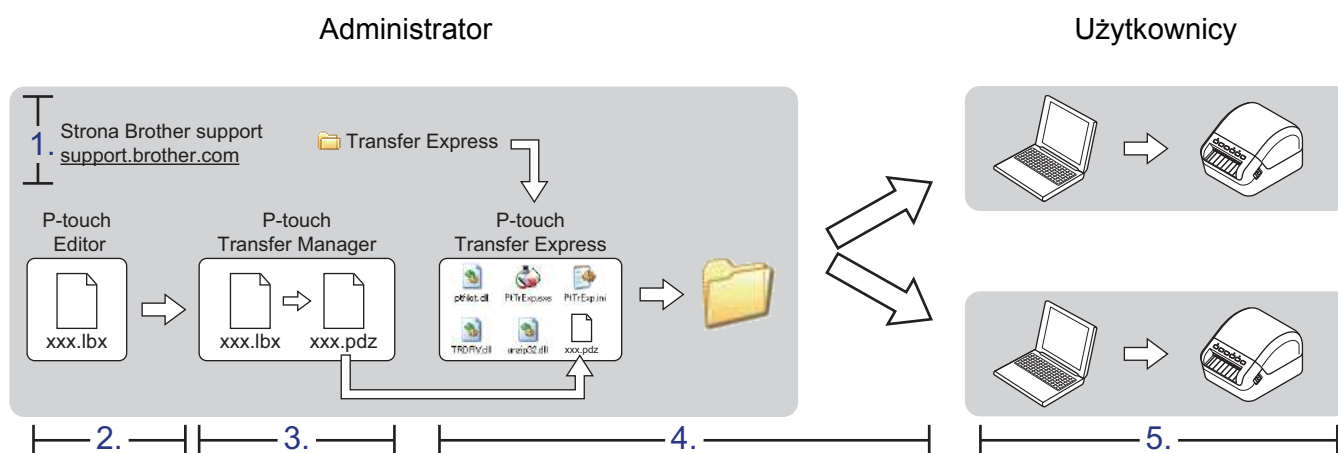 Administrator
Użytkownicy
1.
Strona Brother support
support.brother.com
Transfer Express
P-touch
Editor
xxx.lbx
P-touch
Transfer Manager
xxx.lbx
xxx.pdz
P-touch
Transfer Express
ptfilot.dll
PtTrExp.exe
PtTrExp.ini
TRDRV.dll
unzip32.dll
xxx.pdz
2.
3.
4.
5.